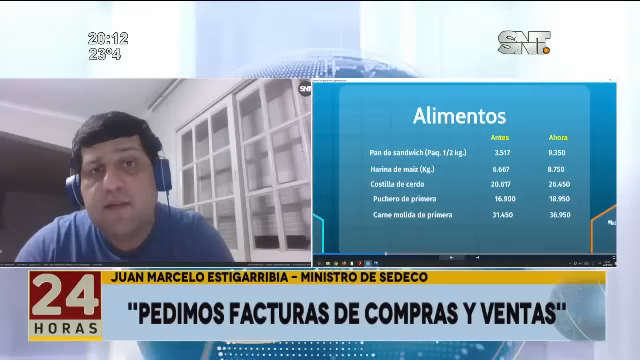 20:12
23°4
SNT.
SNT
Alimentos
Antes Ahora
Pan de sandwich (Paq. 1/2 kg.) 3.517 9.350
Harina de maiz (Kg.) 6.667 8.750
Costilla de cerdo 20.617 26.450
Puchero de primera 16.900 18.950
Carne molida de primera 31.450 36.950
24
HORAS
JUAN MARCELO ESTIGARRIBIA - MINISTRO DE SEDECO
"PEDIMOS FACTURAS DE COMPRAS Y VENTAS"